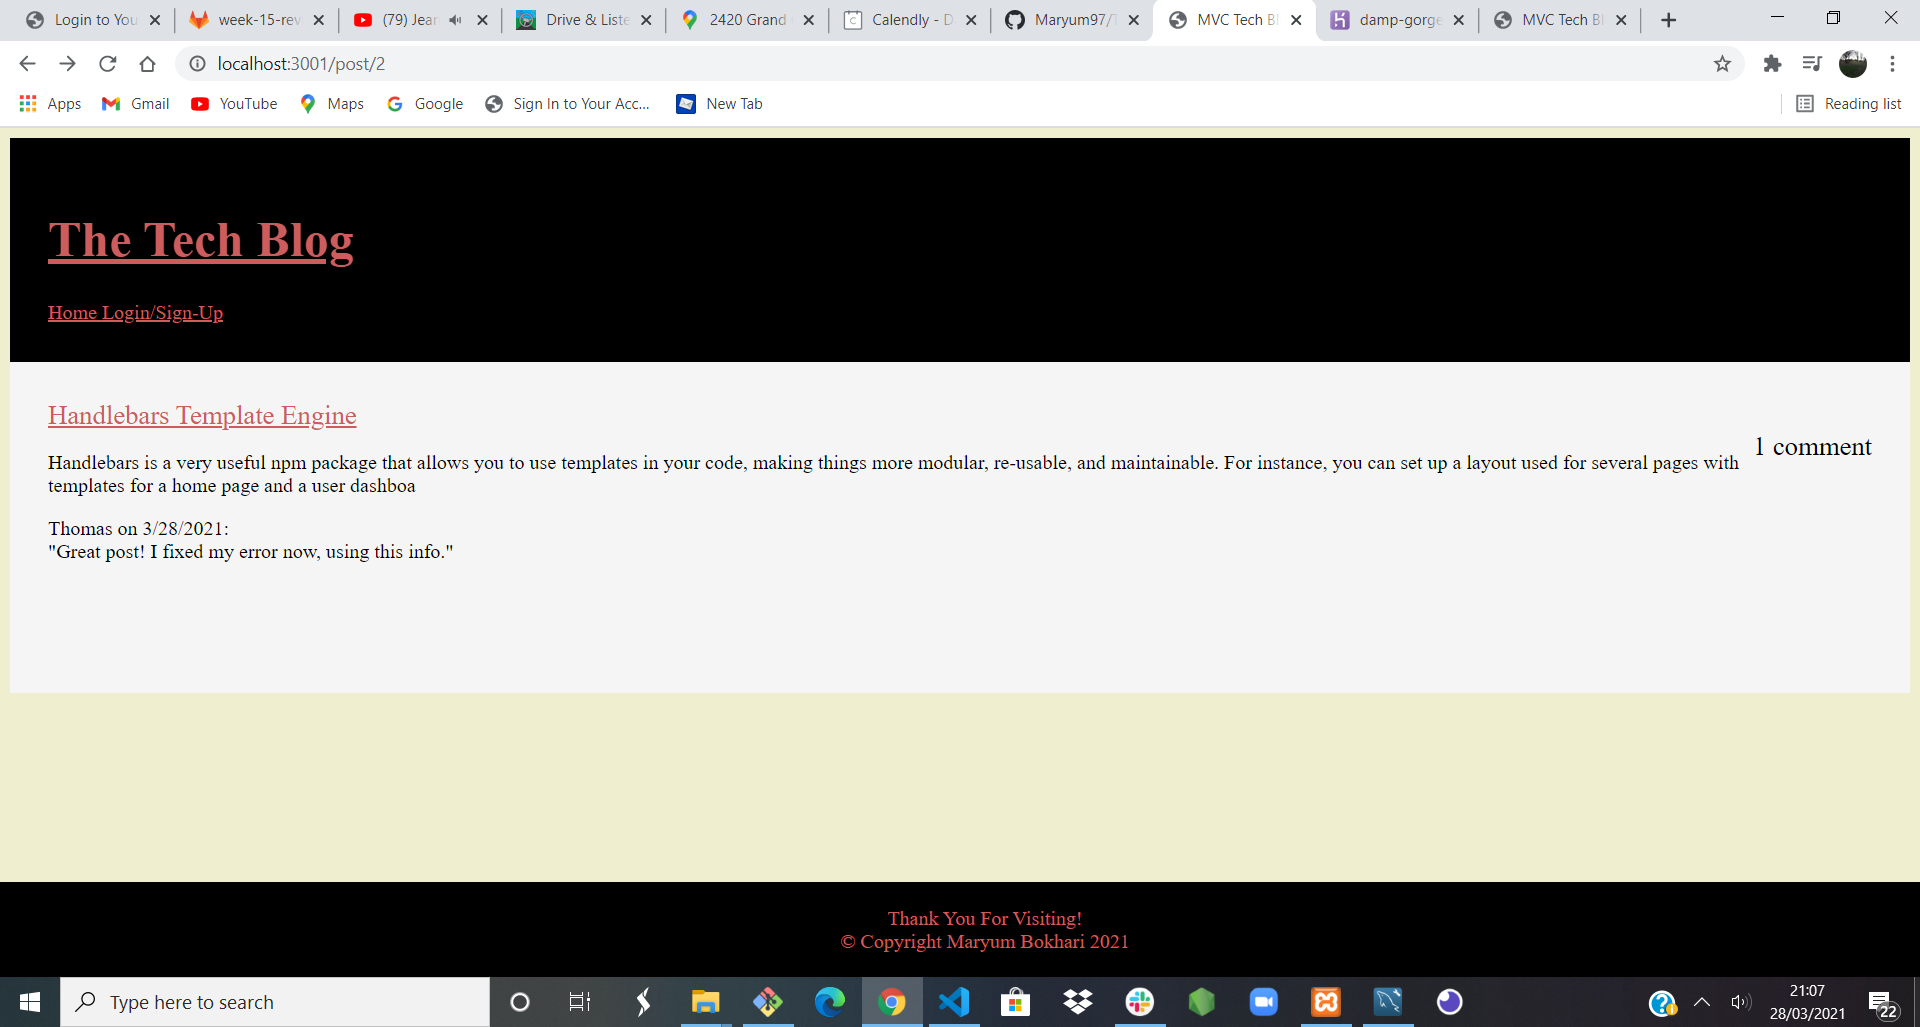 Login to You
week-15-rev
(79) Jear
Drive & Liste
2420 Grand
Calendly - D
Maryum97/T
MVC Tech Bl
damp-gorge
MVC Tech Bl
localhost:3001/post/2
Apps
Gmail
YouTube
Maps
Google
Sign In to Your Acc...
New Tab
Reading list
The Tech Blog
Home Login/Sign-Up
Handlebars Template Engine
1 comment
Handlebars is a very useful npm package that allows you to use templates in your code, making things more modular, re-usable, and maintainable. For instance, you can set up a layout used for several pages with
templates for a home page and a user dashboa
Thomas on 3/28/2021:
"Great post! I fixed my error now, using this info."
Thank You For Visiting!
© Copyright Maryum Bokhari 2021
Type here to search
21:07
28/03/2021
22